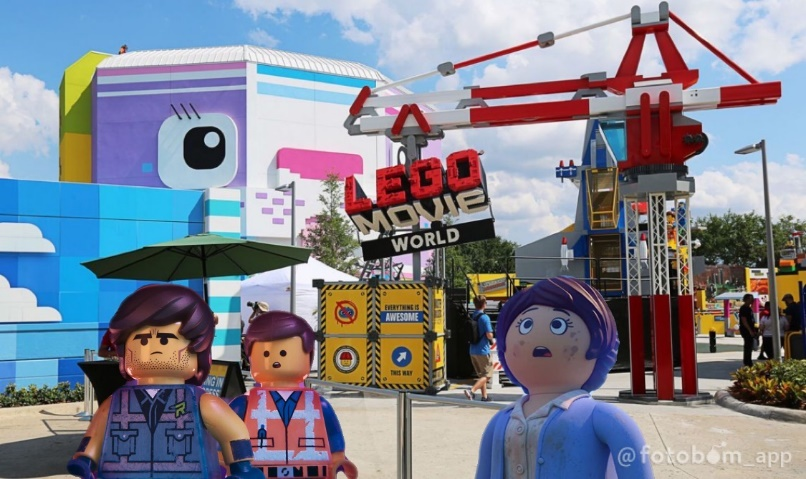 LEGO
MOVIE
WORLD
EVERYTHING IS
AWESOME
THIS WAY
@fotobom_app